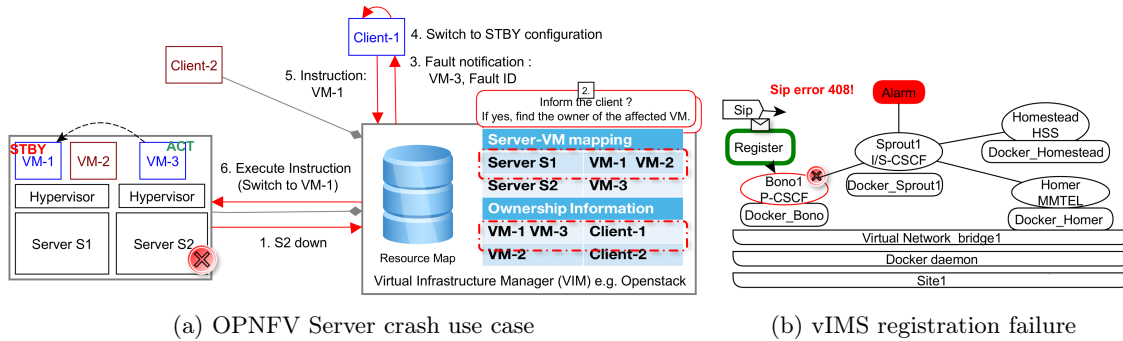 Client-1
4. Switch to STBY configuration
3. Fault notification :
VM-3, Fault ID
Client-2
5. Instruction:
VM-1
2.
Inform the client ?
If yes, find the owner of the affected VM.
STBY
ACT
VM-1
VM-2
VM-3
Hypervisor
Hypervisor
Server S1
Server S2
6. Execute Instruction
(Switch to VM-1)
1. S2 down
Resource Map
Server-VM mapping
Server S1 VM-1 VM-2
Server S2 VM-3
Ownership Information
VM-1 VM-3 Client-1
VM-2 Client-2
Virtual Infrastructure Manager (VIM) e.g. Openstack
(a) OPNFV Server crash use case
Sip error 408!
Alarm
Sip
Register
Bono1
P-CSCF
Docker_Bono
Sprout1
I/S-CSCF
Docker_Sprout1
Homestead
HSS
Docker_Homestead
Homer
MMTEL
Docker_Homer
Virtual Network_bridge1
Docker daemon
Site1
(b) vIMS registration failure